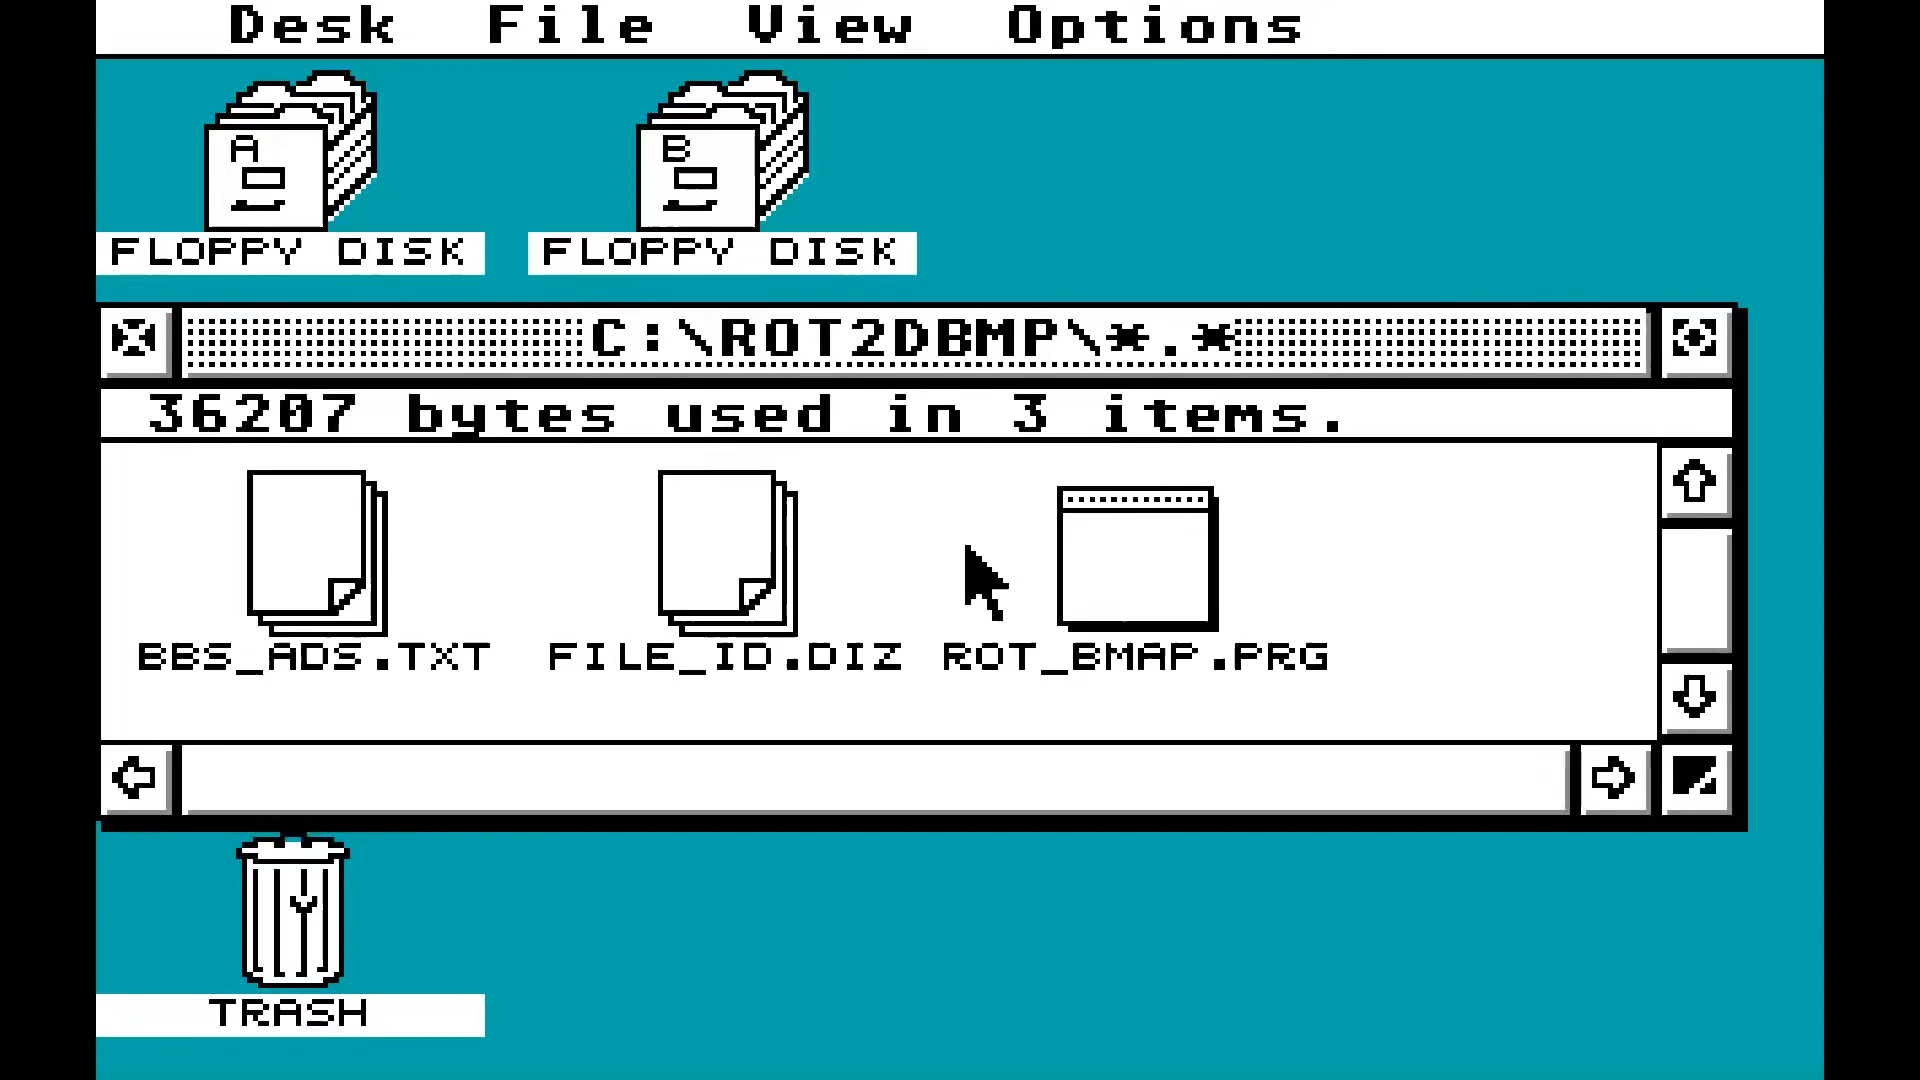 Desk File View Options
A
B
FLOPPY DISK
FLOPPY DISK
C:\ROT2DBMP\*.*
36207 bytes used in 3 items.
BBS_ADS.TXT
FILE_ID.DIZ
ROT_BMAP.PRG
TRASH